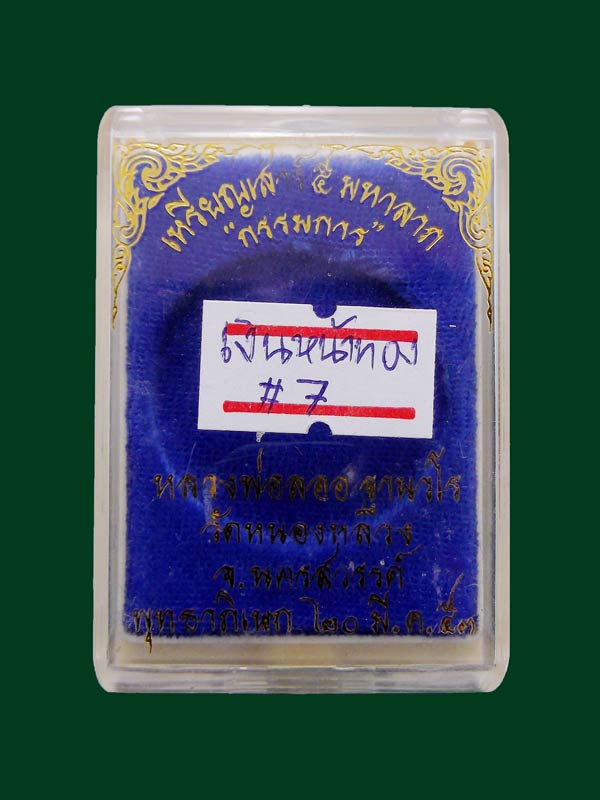 เหรียญเสาร์ ๕ มหาลาภ
"กรรมการ"
เงินหน้าทอง
# 7
หลวงพ่อลออ ฐานวโร
วัดหนองหลวง
จ.นครสวรรค์
พุทธาภิเษก ๒๐ มี.ค.๕๓